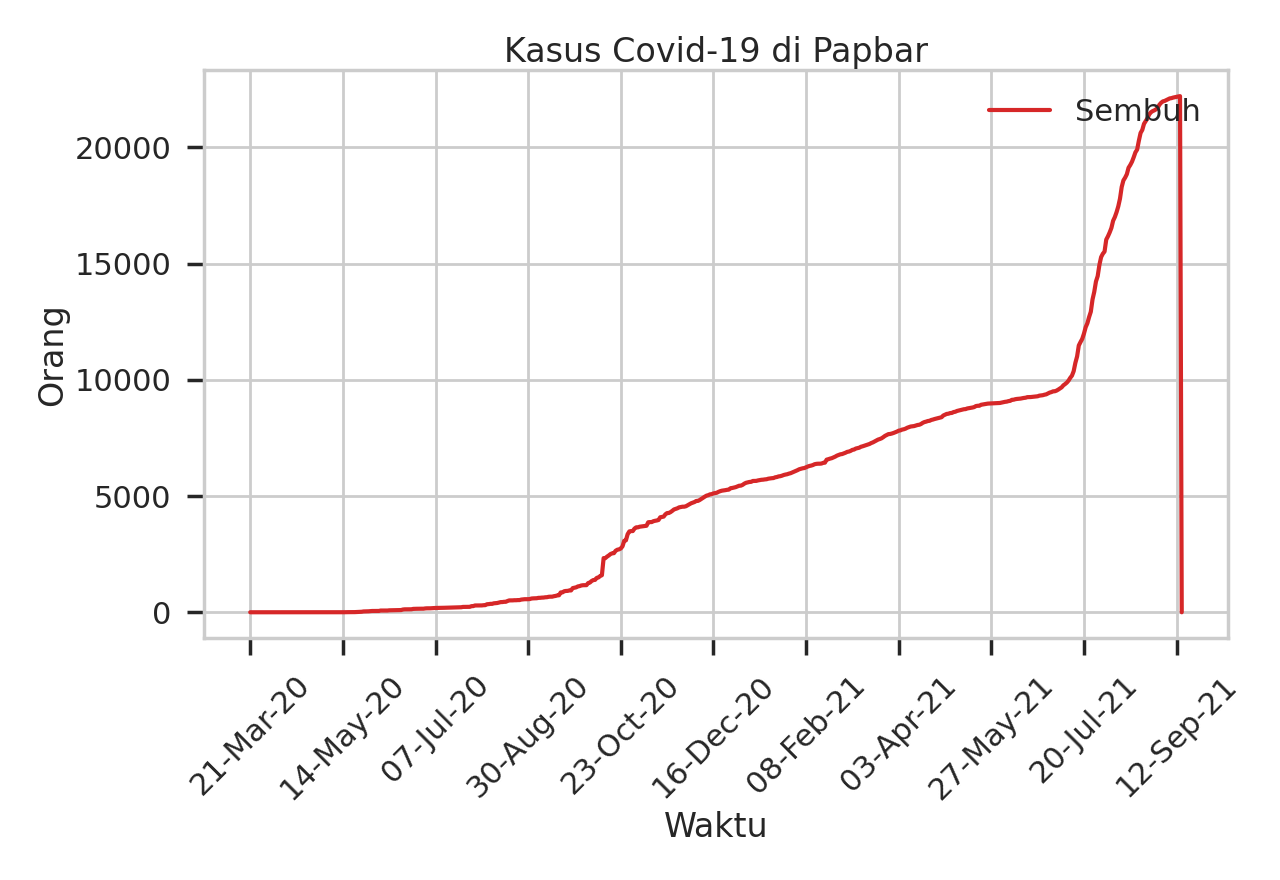 Kasus Covid-19 di Papbar
Sembuh
Orang
20000
15000
10000
5000
0
21-Mar-20
14-May-20
07-Jul-20
30-Aug-20
23-Oct-20
16-Dec-20
08-Feb-21
03-Apr-21
27-May-21
20-Jul-21
12-Sep-21
Waktu